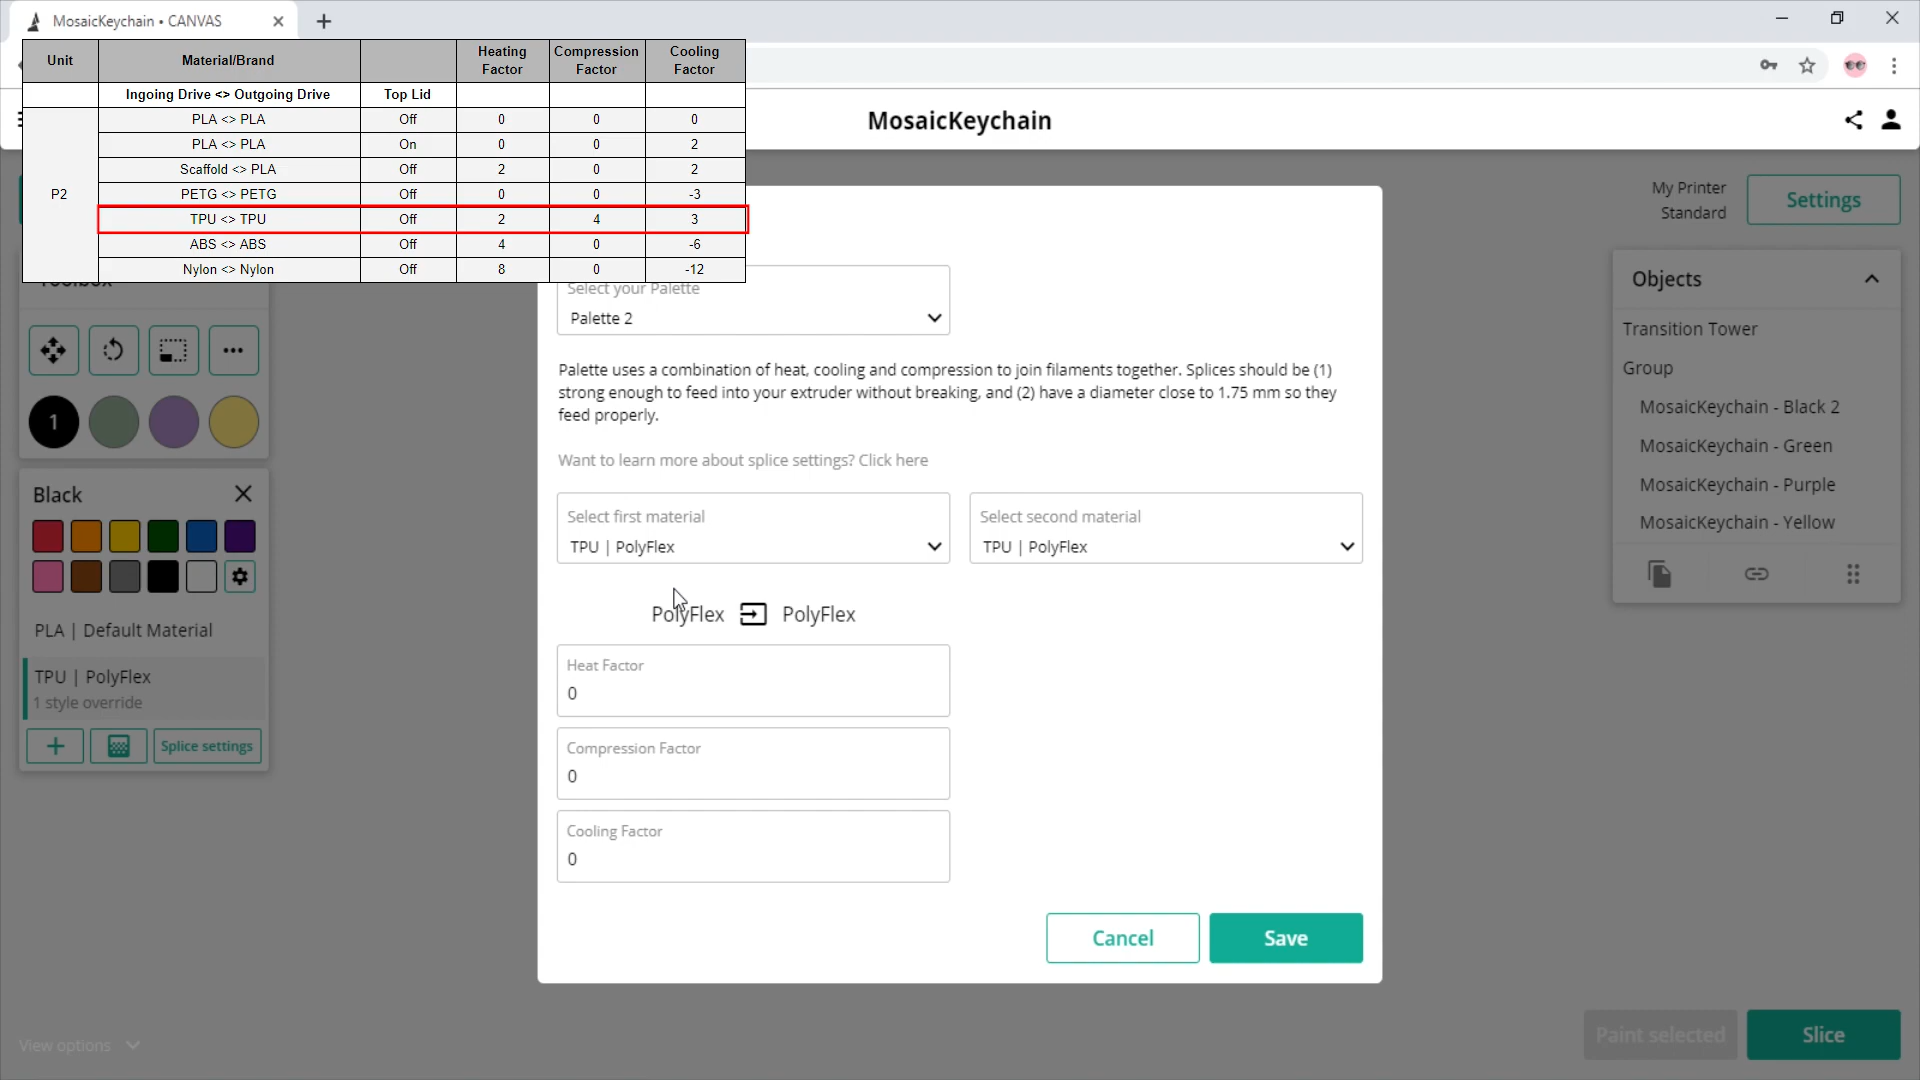 MosaicKeychain • CANVAS
Unit Material/Brand Heating Factor Compression Factor Cooling Factor
Ingoing Drive <> Outgoing Drive Top Lid
PLA <> PLA Off 0 0 0
PLA <> PLA On 0 0 2
Scaffold <> PLA Off 2 0 2
P2 PETG <> PETG Off 0 0 -3
TPU <> TPU Off 2 4 3
ABS <> ABS Off 4 0 -6
Nylon <> Nylon Off 8 0 -12
MosaicKeychain
My Printer
Standard
Settings
Toolbox
1
Black
PLA | Default Material
TPU | PolyFlex
1 style override
Splice settings
View options
Select your Palette
Palette 2
Palette uses a combination of heat, cooling and compression to join filaments together. Splices should be (1)
strong enough to feed into your extruder without breaking, and (2) have a diameter close to 1.75 mm so they
feed properly.
Want to learn more about splice settings? Click here
Select first material
TPU | PolyFlex
Select second material
TPU | PolyFlex
PolyFlex PolyFlex
Heat Factor
0
Compression Factor
0
Cooling Factor
0
Cancel Save
Objects
Transition Tower
Group
MosaicKeychain - Black 2
MosaicKeychain - Green
MosaicKeychain - Purple
MosaicKeychain - Yellow
Paint selected Slice